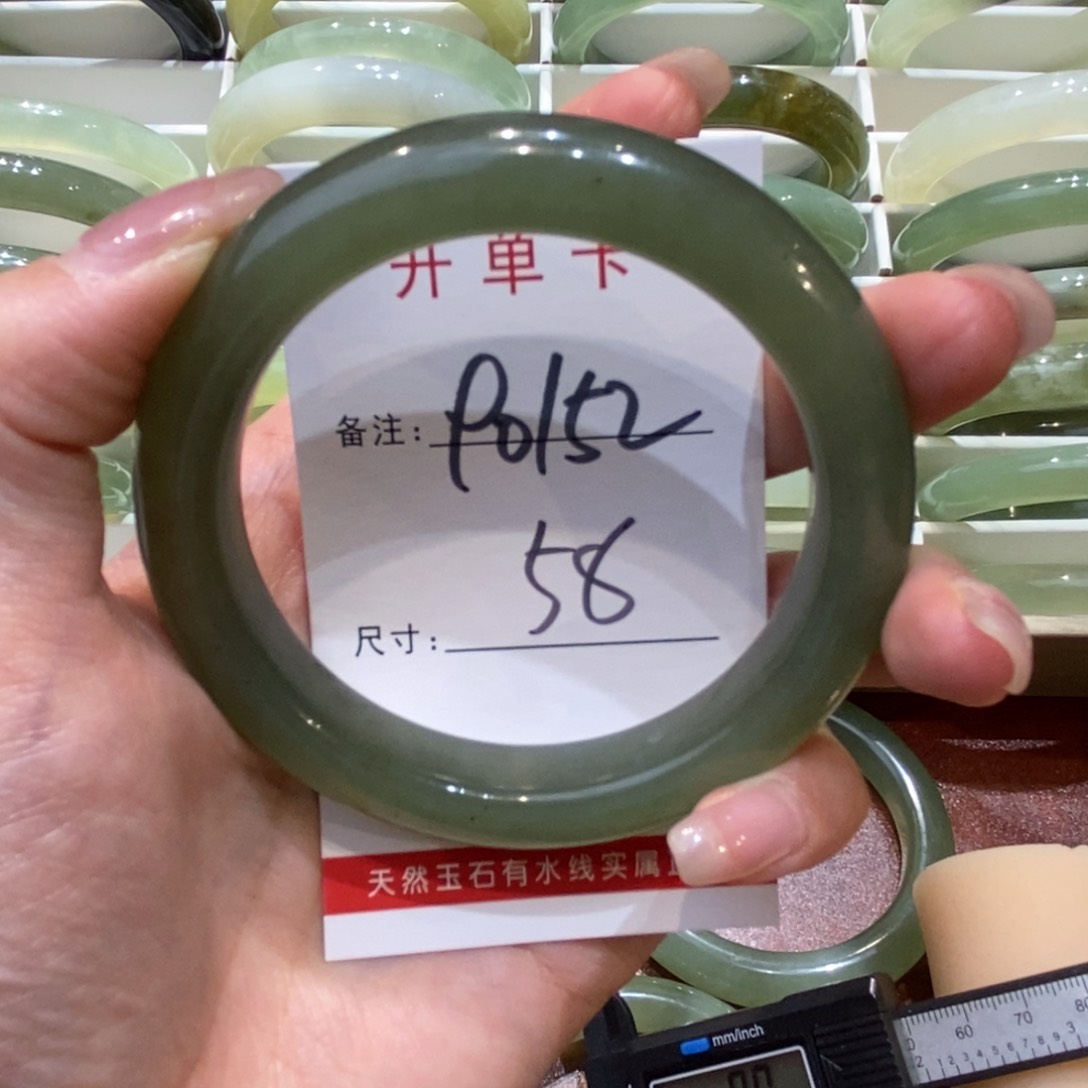 开单卡
备注: P0152
58
尺寸:
天然玉石有水线实属
mm/inch
60 70 80